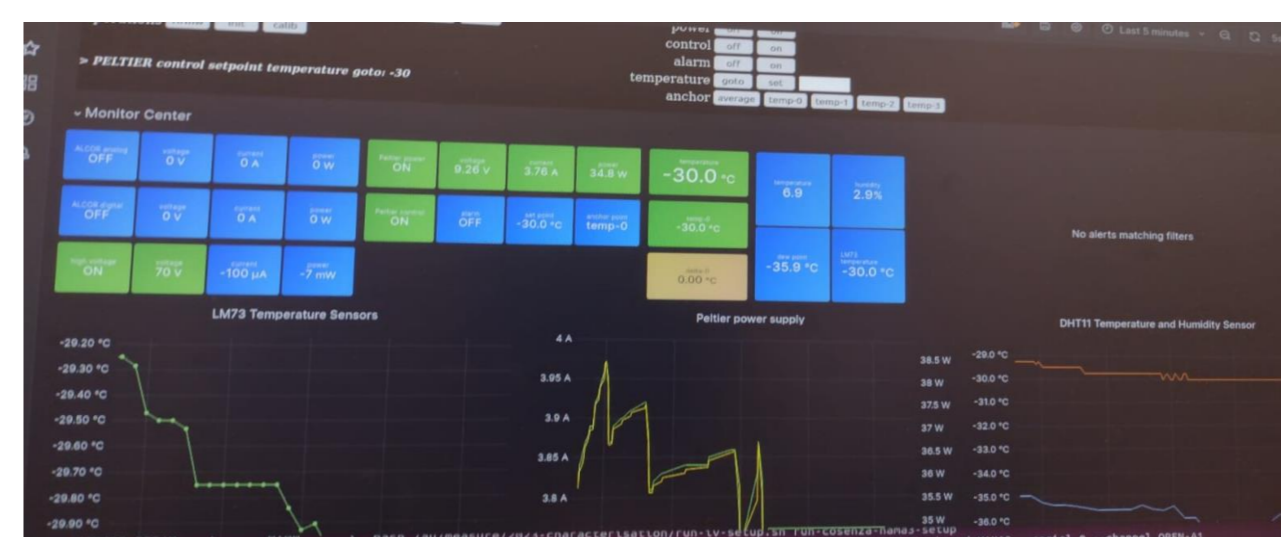 calib
power
control off on
alarm off on
temperature goto set
anchor average temp-0 temp-1 temp-2 temp-3
Last 5 minutes
> PELTIER control setpoint temperature goto: -30
Monitor Center
ALCOR analog OFF
voltage 0 V
current 0 A
power 0 W
Peltier power ON
voltage 9.26 V
current 3.76 A
power 34.8 W
temperature -30.0 °C
temperature 6.9
humidity 2.9%
ALCOR digital OFF
voltage 0 V
current 0 A
power 0 W
Peltier control ON
alarm OFF
set point -30.0 °C
anchor point temp-0
temp-0 -30.0 °C
No alerts matching filters
High voltage ON
voltage 70 V
current -100 µA
power -7 mW
0.00 °C
dew point -35.9 °C
LM73 temperature -30.0 °C
LM73 Temperature Sensors
-29.20 °C
-29.30 °C
-29.40 °C
-29.50 °C
-29.60 °C
-29.70 °C
-29.80 °C
-29.90 °C
Peltier power supply
4 A
3.95 A
3.9 A
3.85 A
3.8 A
38.5 W
38 W
37.5 W
37 W
36.5 W
36 W
35.5 W
35 W
DHT11 Temperature and Humidity Sensor
-29.0 °C
-30.0 °C
-31.0 °C
-32.0 °C
-33.0 °C
-34.0 °C
-35.0 °C
-36.0 °C